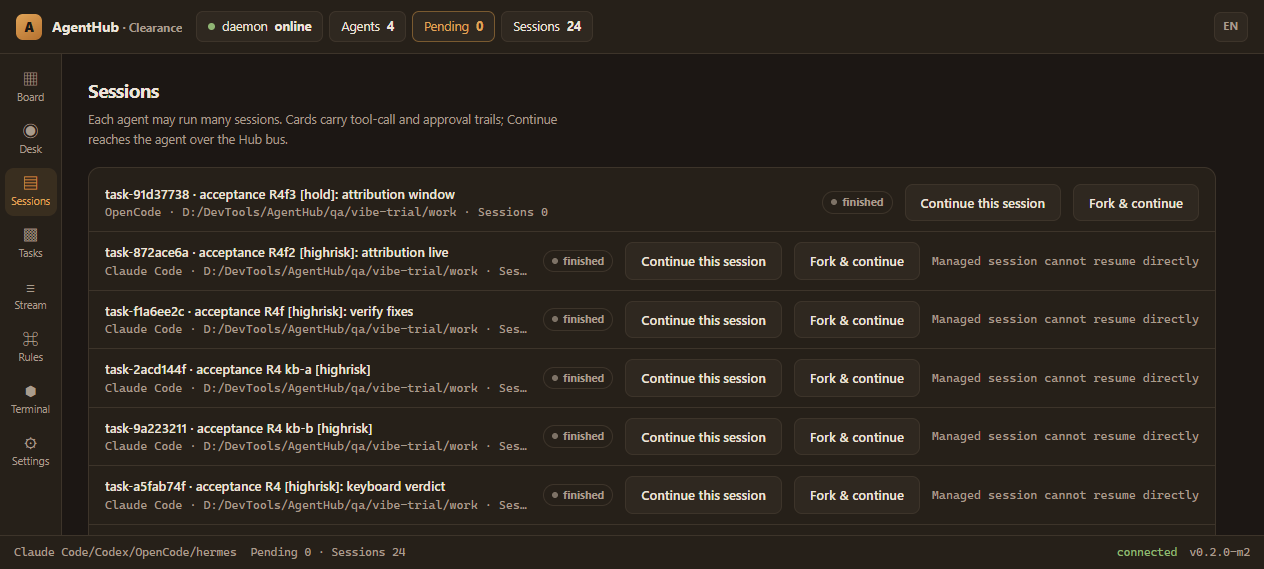 A AgentHub · Clearance daemon online Agents 4 Pending 0 Sessions 24 EN
Board
Desk
Sessions
Tasks
Stream
Rules
Terminal
Settings
Sessions
Each agent may run many sessions. Cards carry tool-call and approval trails; Continue
reaches the agent over the Hub bus.
task-91d37738 · acceptance R4f3 [hold]: attribution window
OpenCode · D:/DevTools/AgentHub/qa/vibe-trial/work · Sessions 0
finished Continue this session Fork & continue
task-872ace6a · acceptance R4f2 [highrisk]: attribution live
Claude Code · D:/DevTools/AgentHub/qa/vibe-trial/work · Ses…
finished Continue this session Fork & continue Managed session cannot resume directly
task-f1a6ee2c · acceptance R4f [highrisk]: verify fixes
Claude Code · D:/DevTools/AgentHub/qa/vibe-trial/work · Ses…
finished Continue this session Fork & continue Managed session cannot resume directly
task-2acd144f · acceptance R4 kb-a [highrisk]
Claude Code · D:/DevTools/AgentHub/qa/vibe-trial/work · Ses…
finished Continue this session Fork & continue Managed session cannot resume directly
task-9a223211 · acceptance R4 kb-b [highrisk]
Claude Code · D:/DevTools/AgentHub/qa/vibe-trial/work · Ses…
finished Continue this session Fork & continue Managed session cannot resume directly
task-a5fab74f · acceptance R4 [highrisk]: keyboard verdict
Claude Code · D:/DevTools/AgentHub/qa/vibe-trial/work · Ses…
finished Continue this session Fork & continue Managed session cannot resume directly
Claude Code/Codex/OpenCode/hermes Pending 0 · Sessions 24 connected v0.2.0-m2